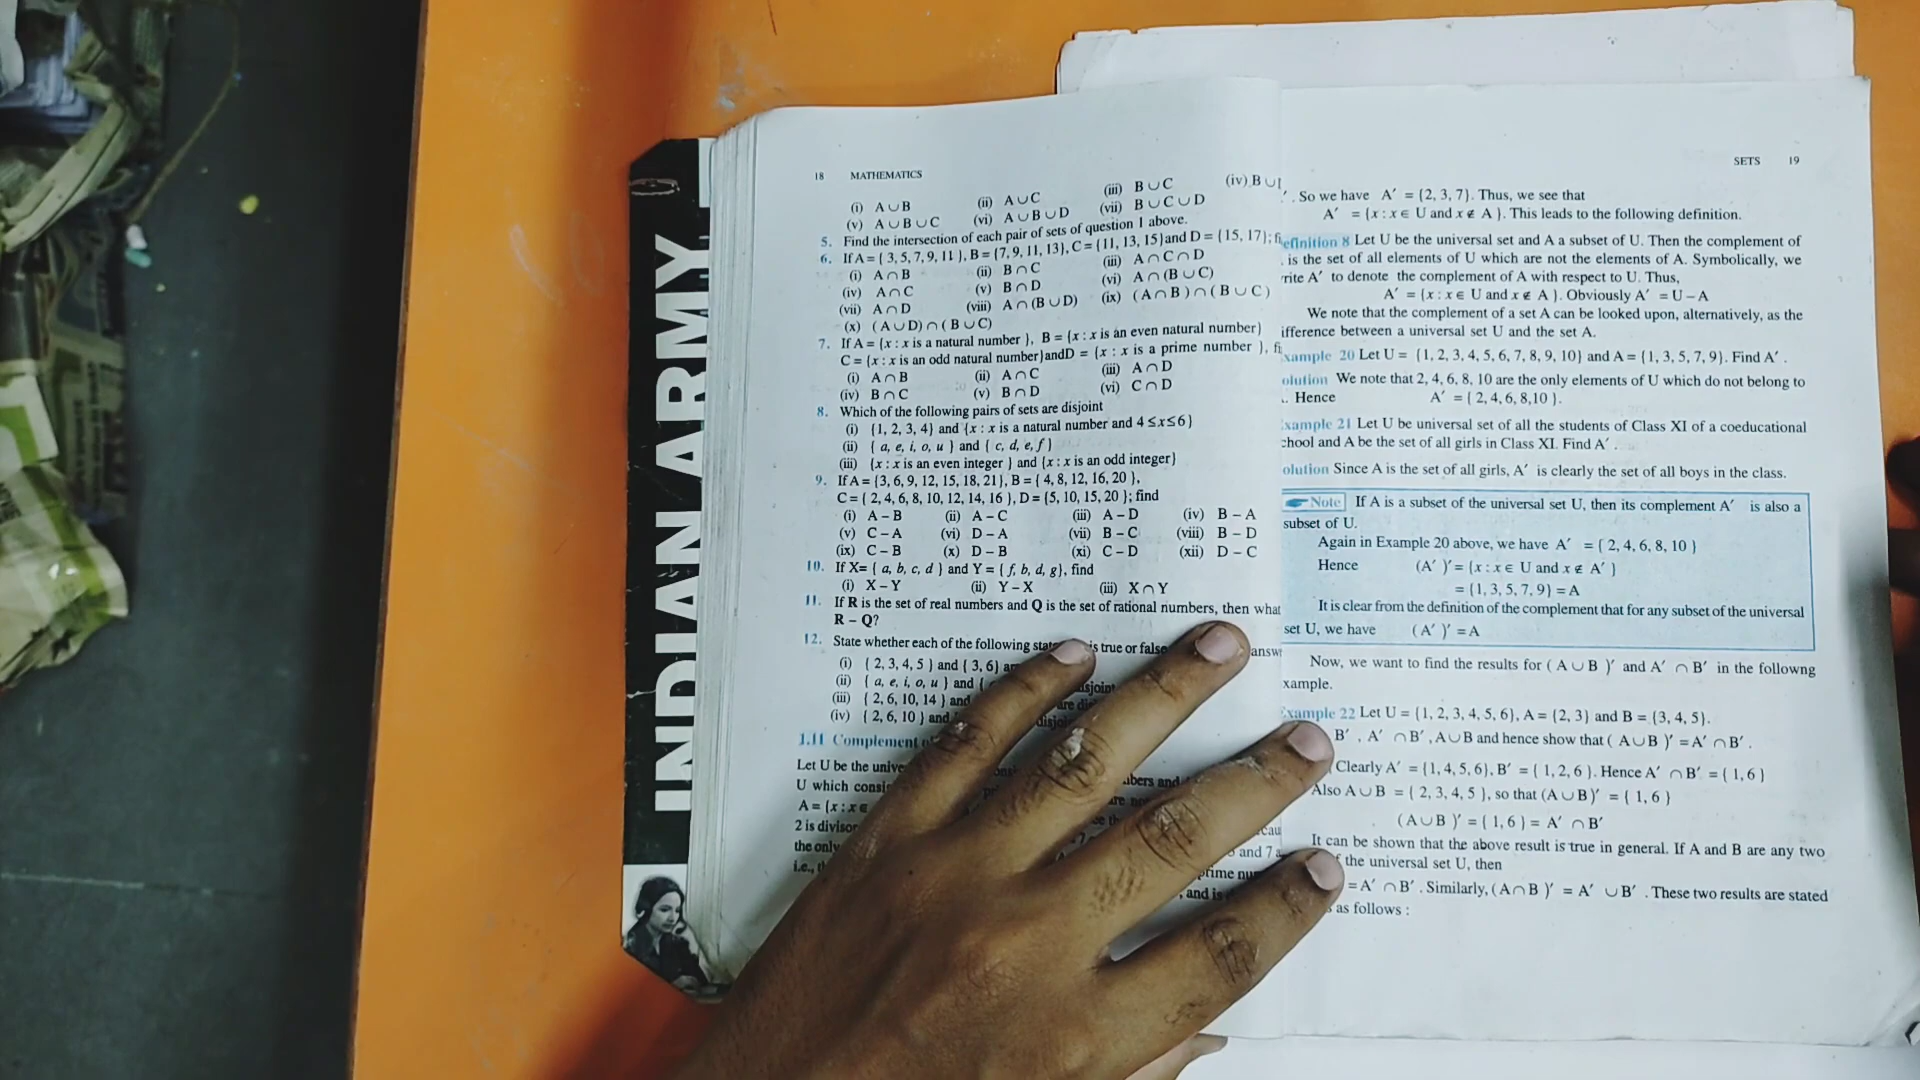 INDIAN ARMY
18 MATHEMATICS
(i) A ∪ B (ii) A ∪ C (iii) B ∪ C (iv) B ∪
(v) A ∪ B ∪ C (vi) A ∪ B ∪ D (vii) B ∪ C ∪ D
5. Find the intersection of each pair of sets of question 1 above.
6. If A = { 3, 5, 7, 9, 11 }, B = {7, 9, 11, 13}, C = {11, 13, 15}and D = {15, 17};
(i) A ∩ B (ii) B ∩ C (iii) A ∩ C ∩ D
(iv) A ∩ C (v) B ∩ D (vi) A ∩ (B ∪ C)
(vii) A ∩ D (viii) A ∩ (B ∪ D) (ix) ( A ∩ B ) ∩ ( B ∪ C )
(x) ( A ∪ D) ∩ ( B ∪ C)
7. If A = {x : x is a natural number }, B = {x : x is an even natural number}
C = {x : x is an odd natural number}andD = {x : x is a prime number },
(i) A ∩ B (ii) A ∩ C (iii) A ∩ D
(iv) B ∩ C (v) B ∩ D (vi) C ∩ D
8. Which of the following pairs of sets are disjoint
(i) {1, 2, 3, 4} and {x : x is a natural number and 4 ≤ x ≤ 6}
(ii) { a, e, i, o, u } and { c, d, e, f }
(iii) {x : x is an even integer } and {x : x is an odd integer}
9. If A = {3, 6, 9, 12, 15, 18, 21}, B = { 4, 8, 12, 16, 20 },
C = { 2, 4, 6, 8, 10, 12, 14, 16 }, D = {5, 10, 15, 20 }; find
(i) A – B (ii) A – C (iii) A – D (iv) B – A
(v) C – A (vi) D – A (vii) B – C (viii) B – D
(ix) C – B (x) D – B (xi) C – D (xii) D – C
10. If X= { a, b, c, d } and Y = { f, b, d, g}, find
(i) X – Y (ii) Y – X (iii) X ∩ Y
11. If R is the set of real numbers and Q is the set of rational numbers, then what
R – Q?
12. State whether each of the following is true or false
(i) { 2, 3, 4, 5 } and { 3, 6}
(ii) { a, e, i, o, u } and {
(iii) { 2, 6, 10, 14 } and
(iv) { 2, 6, 10 } and
1.11 Complement
Let U be the
U which
A = {x : x ∈
2 is
the only
i.e.,
and 7
and is
SETS 19
′ . So we have A′ = {2, 3, 7}. Thus, we see that
A′ = {x : x ∈ U and x ∉ A }. This leads to the following definition.
efinition 8 Let U be the universal set and A a subset of U. Then the complement of
is the set of all elements of U which are not the elements of A. Symbolically, we
rite A′ to denote the complement of A with respect to U. Thus,
A′ = {x : x ∈ U and x ∉ A }. Obviously A′ = U – A
We note that the complement of a set A can be looked upon, alternatively, as the
ifference between a universal set U and the set A.
xample 20 Let U = {1, 2, 3, 4, 5, 6, 7, 8, 9, 10} and A = {1, 3, 5, 7, 9}. Find A′ .
olution We note that 2, 4, 6, 8, 10 are the only elements of U which do not belong to
. Hence A′ = { 2, 4, 6, 8,10 }.
xample 21 Let U be universal set of all the students of Class XI of a coeducational
chool and A be the set of all girls in Class XI. Find A′ .
olution Since A is the set of all girls, A′ is clearly the set of all boys in the class.
Note If A is a subset of the universal set U, then its complement A′ is also a
subset of U.
Again in Example 20 above, we have A′ = { 2, 4, 6, 8, 10 }
Hence (A′ )′ = {x : x ∈ U and x ∉ A′ }
= {1, 3, 5, 7, 9} = A
It is clear from the definition of the complement that for any subset of the universal
set U, we have (A′ )′ = A
Now, we want to find the results for ( A ∪ B )′ and A′ ∩ B′ in the followng
xample.
xample 22 Let U = {1, 2, 3, 4, 5, 6}, A = {2, 3} and B = {3, 4, 5}.
B′ , A′ ∩ B′ , A ∪ B and hence show that ( A ∪ B )′ = A′ ∩ B′ .
Clearly A′ = {1, 4, 5, 6}, B′ = { 1, 2, 6 }. Hence A′ ∩ B′ = { 1, 6 }
Also A ∪ B = { 2, 3, 4, 5 }, so that (A ∪ B )′ = { 1, 6 }
( A ∪ B )′ = { 1, 6 } = A′ ∩ B′
It can be shown that the above result is true in general. If A and B are any two
the universal set U, then
= A′ ∩ B′ . Similarly, ( A ∩ B )′ = A′ ∪ B′ . These two results are stated
as follows :